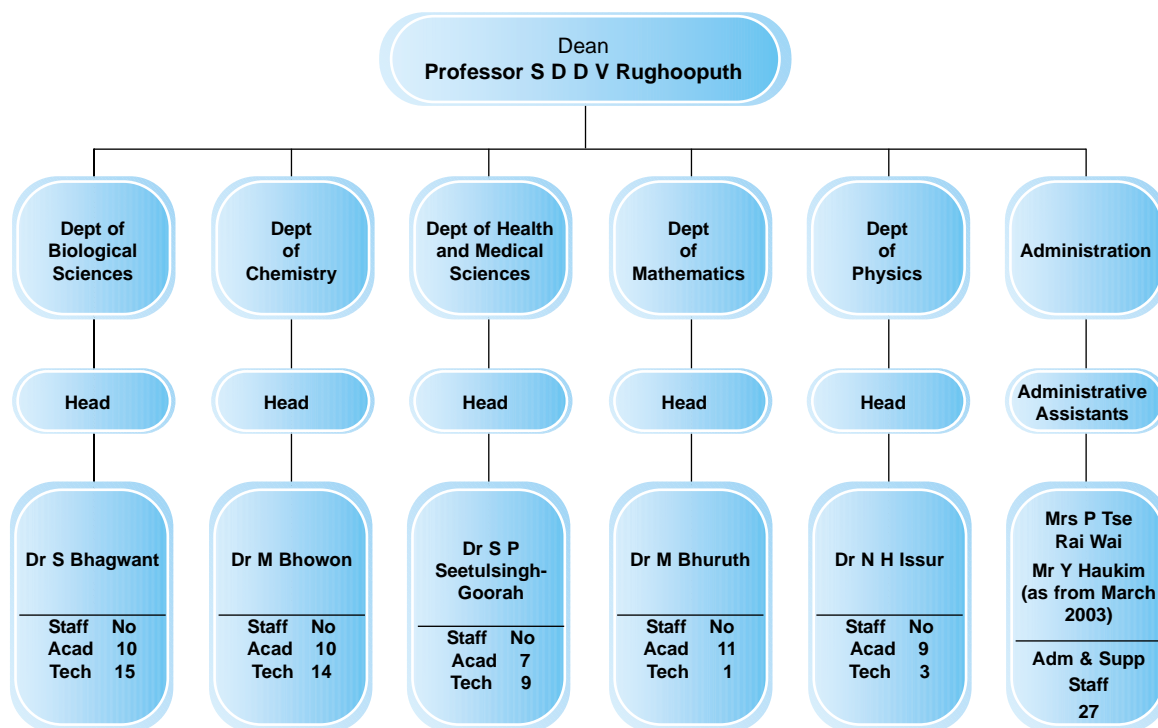 Dean
Professor S D D V Rughooputh
Dept of
Biological
Sciences
Dept
of
Chemistry
Dept of Health
and Medical
Sciences
Dept
of
Mathematics
Dept
of
Physics
Administration
Head
Head
Head
Head
Head
Administrative
Assistants
Dr S Bhagwant
Staff No
Acad 10
Tech 15
Dr M Bhowon
Staff No
Acad 10
Tech 14
Dr S P
Seetulsingh-
Goorah
Staff No
Acad 7
Tech 9
Dr M Bhuruth
Staff No
Acad 11
Tech 1
Dr N H Issur
Staff No
Acad 9
Tech 3
Mrs P Tse
Rai Wai
Mr Y Haukim
(as from March
2003)
Adm & Supp
Staff
27